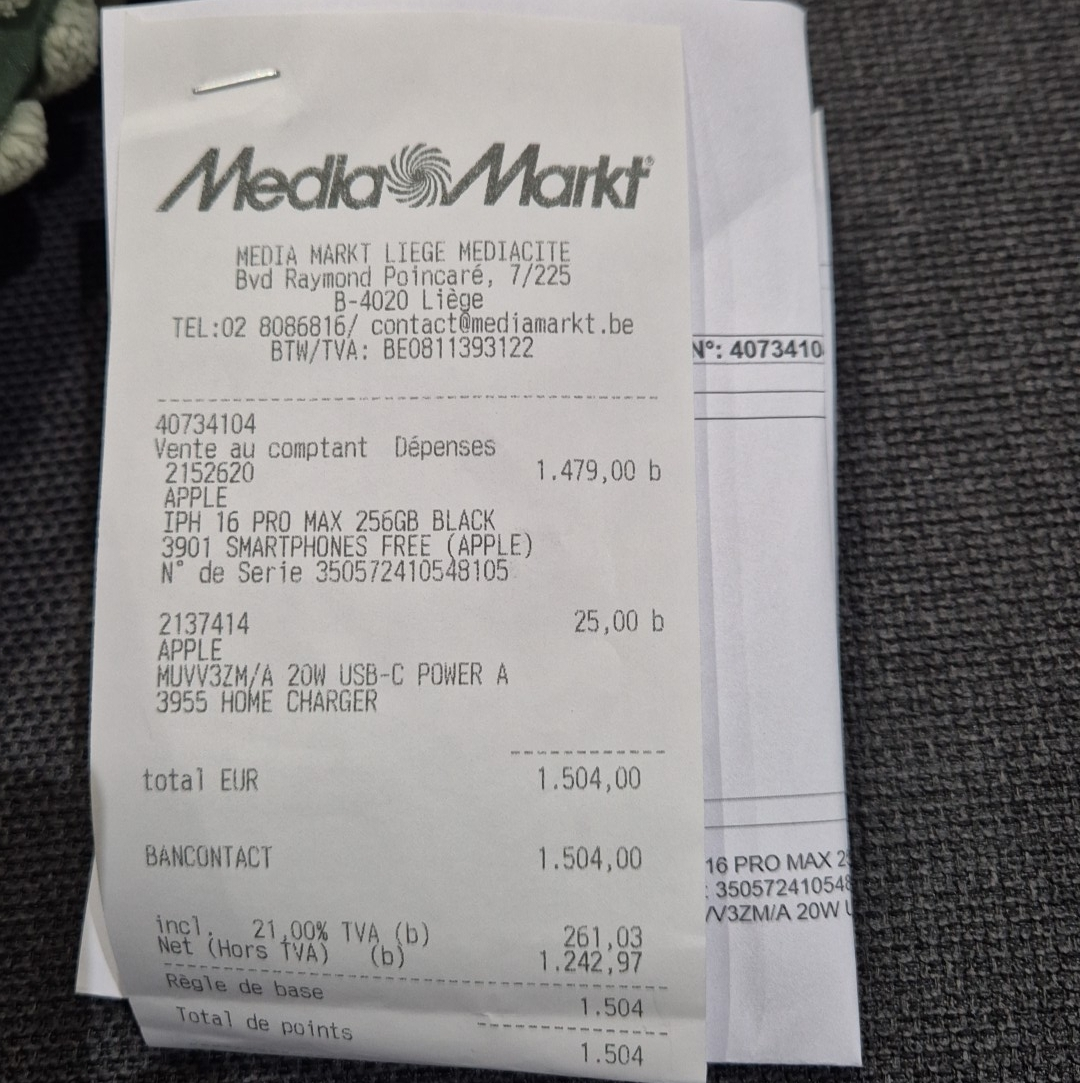 Media Markt
MEDIA MARKT LIEGE MEDIACITE
Bvd Raymond Poincaré, 7/225
B-4020 Liège
TEL:02 8086816/ contact@mediamarkt.be
BTW/TVA: BE0811393122
40734104
Vente au comptant Dépenses
2152620 1.479,00 b
APPLE
IPH 16 PRO MAX 256GB BLACK
3901 SMARTPHONES FREE (APPLE)
N° de Serie 350572410548105
2137414 25,00 b
APPLE
MUVV3ZM/A 20W USB-C POWER A
3955 HOME CHARGER
total EUR 1.504,00
BANCONTACT 1.504,00
incl. 21,00% TVA (b) 261,03
Net (Hors TVA) (b) 1.242,97
Règle de base 1.504
Total de points 1.504
N°: 4073410
16 PRO MAX 2
: 35057241054
V3ZM/A 20W